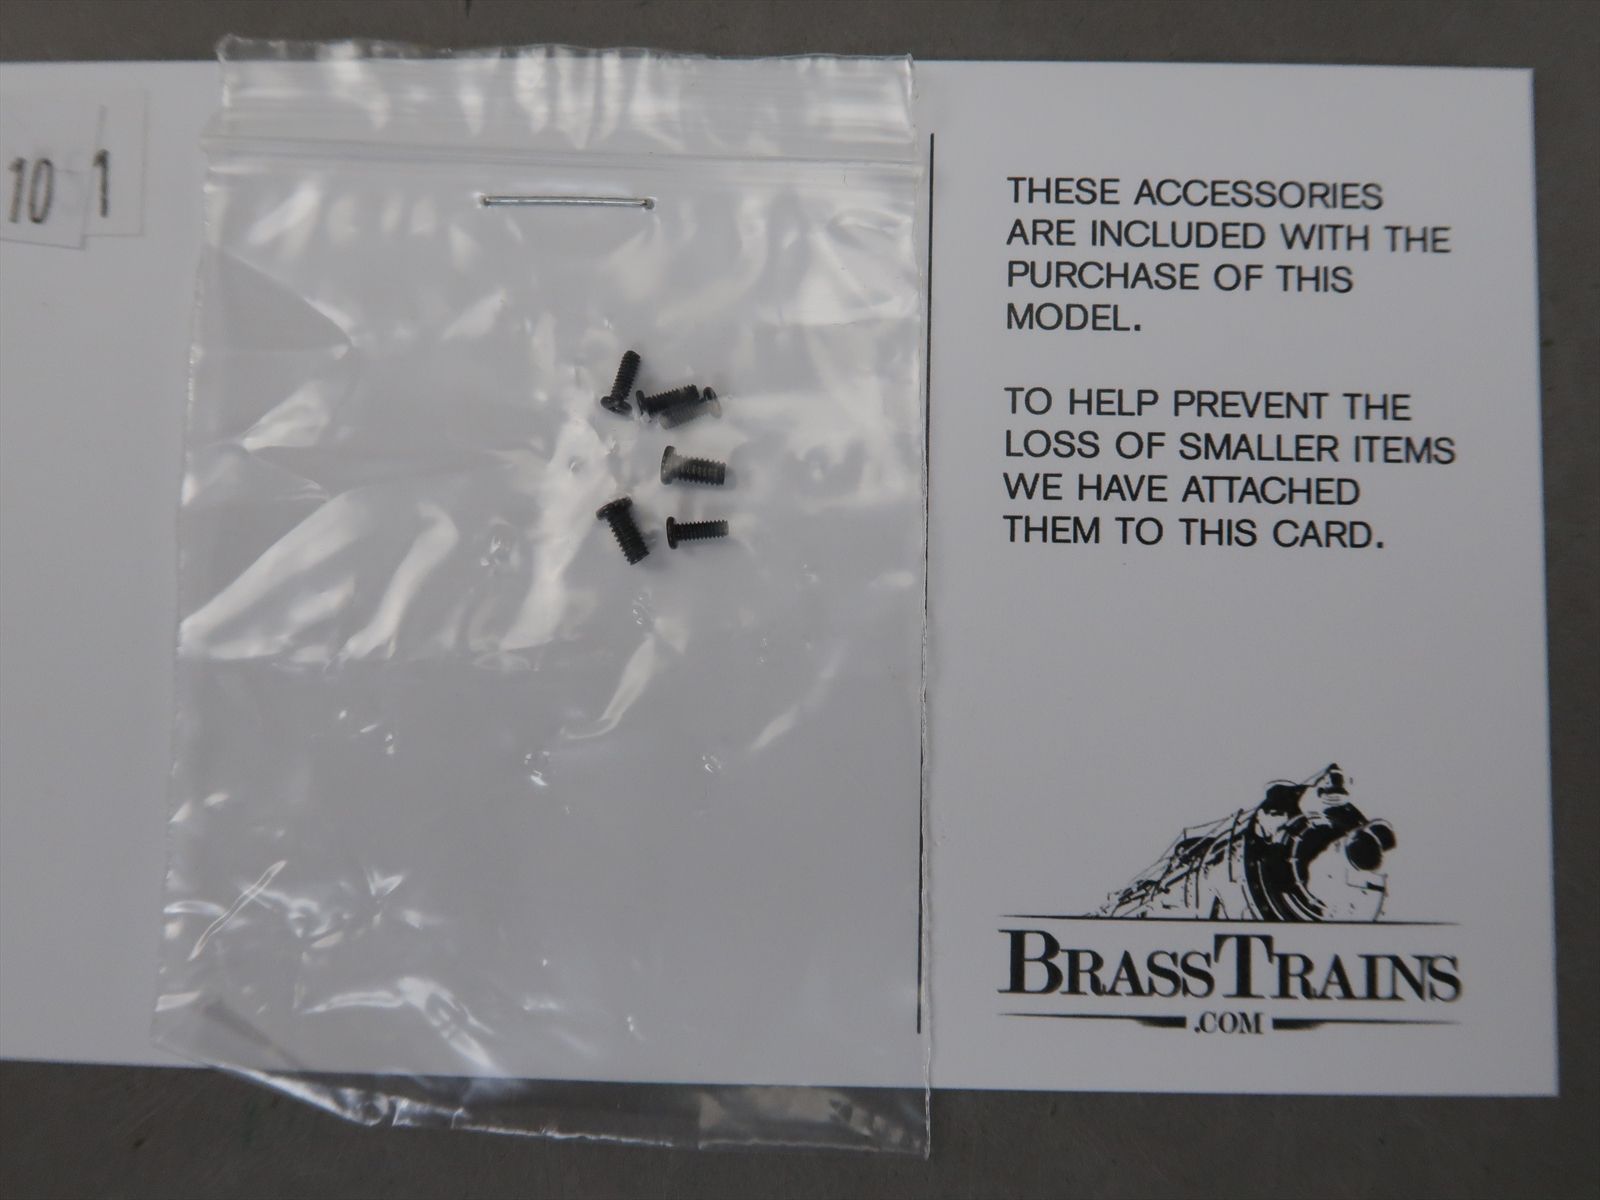 10 1
THESE ACCESSORIES
ARE INCLUDED WITH THE
PURCHASE OF THIS
MODEL.
TO HELP PREVENT THE
LOSS OF SMALLER ITEMS
WE HAVE ATTACHED
THEM TO THIS CARD.
BRASSTRAINS
.COM